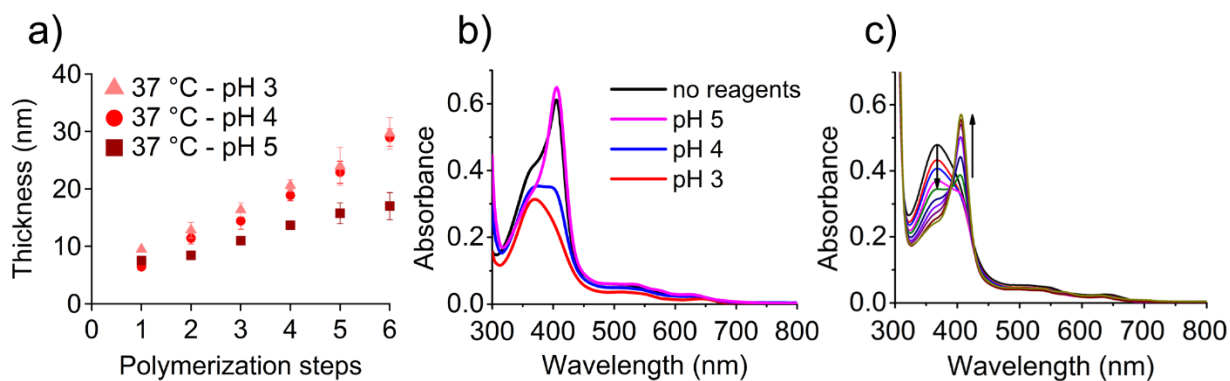 a)
Thickness (nm)
40
30
20
10
0
37 °C - pH 3
37 °C - pH 4
37 °C - pH 5
0 1 2 3 4 5 6
Polymerization steps
b)
Absorbance
0.6
0.4
0.2
0.0
no reagents
pH 5
pH 4
pH 3
300 400 500 600 700 800
Wavelength (nm)
c)
Absorbance
0.6
0.4
0.2
0.0
300 400 500 600 700 800
Wavelength (nm)